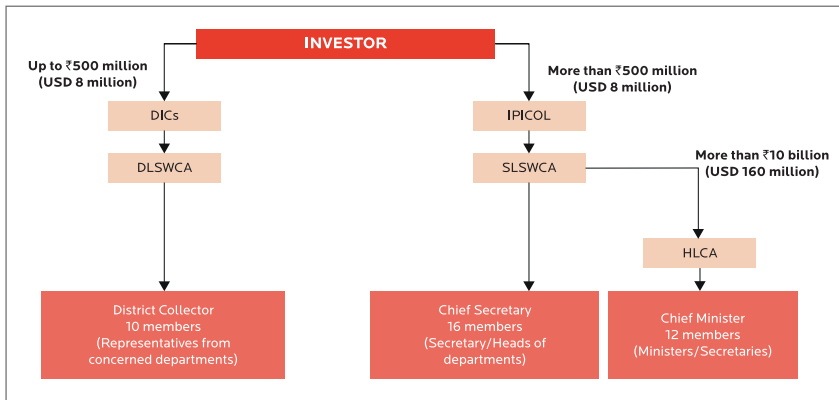 INVESTOR
Up to ₹500 million
(USD 8 million)
More than ₹500 million
(USD 8 million)
DICs
IPICOL
DLSWCA
SLSWCA
More than ₹10 billion
(USD 160 million)
HLCA
District Collector
10 members
(Representatives from
concerned departments)
Chief Secretary
16 members
(Secretary/Heads of
departments)
Chief Minister
12 members
(Ministers/Secretaries)